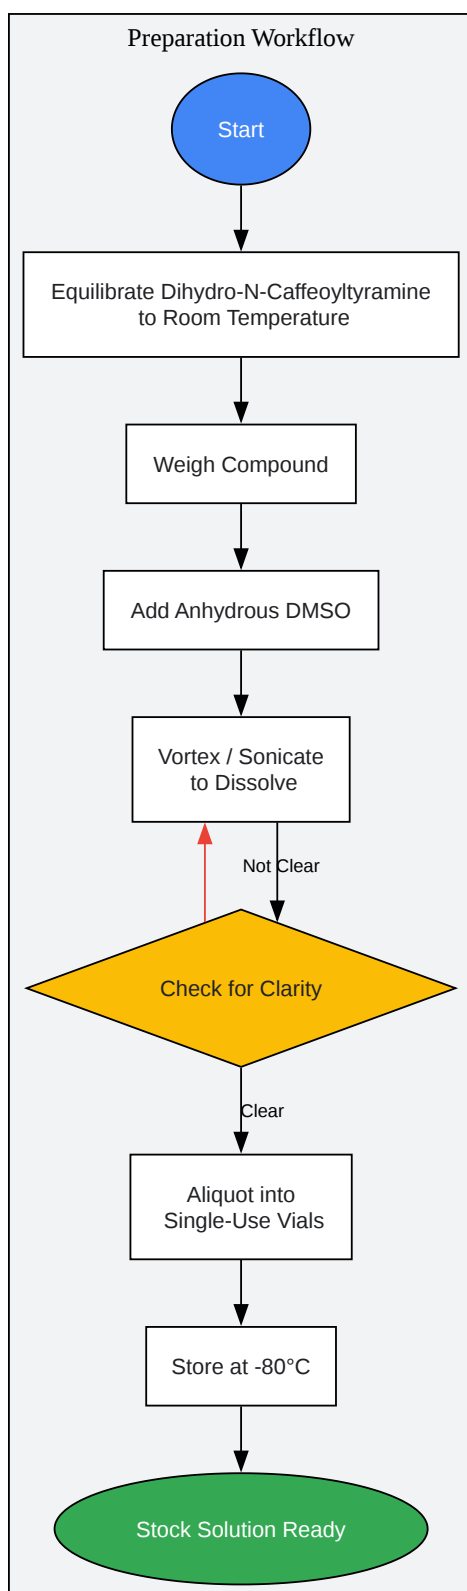 Preparation Workflow
Start
Equilibrate Dihydro-N-Caffeoyltyramine
to Room Temperature
Weigh Compound
Add Anhydrous DMSO
Vortex / Sonicate
to Dissolve
Not Clear
Check for Clarity
Clear
Aliquot into
Single-Use Vials
Store at -80°C
Stock Solution Ready